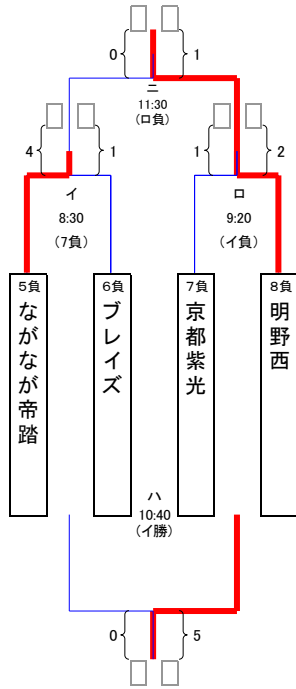 0 1
ニ
11:30
(ロ負)
4 1 1 2
イ ロ
8:30 9:20
(7負) (イ負)
5負 6負 7負 8負
ながなが帝踏 ブレイズ 京都紫光 明野西
ハ
10:40
(イ勝)
0 5